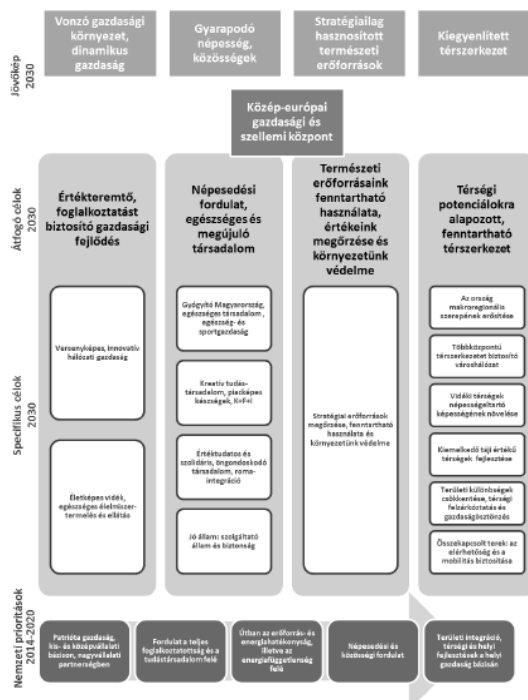 Jövőkép
2030
Vonzó gazdasági
környezet,
dinamikus
gazdaság
Gyarapodó
népesség,
közösségek
Stratégiailag
hasznosított
természeti
erőforrások
Kiegyenlített
térszerkezet
Közép-európai
gazdasági és
szellemi központ
Átfogó célok
2030
Értékteremtő,
foglalkoztatást
biztosító gazdasági
fejlődés
Népesedési
fordulat,
egészséges és
megújuló
társadalom
Természeti
erőforrásaink
fenntartható
használata,
értékeink
megőrzése és
környezetünk
védelme
Térségi
potenciálokra
alapozott,
fenntartható
térszerkezet
Specifikus célok
2030
Versenyképes, innovatív
hálózati gazdaság
Életképes vidék,
egészséges élelmiszer-
termelés és ellátás
Gyógyító Magyarország,
egészséges társadalom,
egészség- és
sportgazdaság
Kreatív tudás-
társadalom, piacképes
készségek, K+F+I
Értéktudatos és
szolidáris, öngondoskodó
társadalom, roma-
integráció
Jó állam: szolgáltató
állam és biztonság
Stratégiai erőforrások
megőrzése, fenntartható
használata és
környezetünk védelme
Az ország
makroregionális
szerepének erősítése
Többközpontú
térszerkezetet biztosító
városhálózat
Vidéki térségek
népességeltartó
képességének növelése
Kiemelkedő táji értékű
térségek fejlesztése
Területi különbségek
csökkentése, térségi
felzárkóztatás és
gazdaságösztönzés
Összekapcsolt terek: az
elérhetőség és a
mobilitás biztosítása
Nemzeti prioritások
2014-2020
Patrióta gazdaság,
kis- és középvállalati
bázison, nagyvállalati
partnerségben
Fordulat a teljes
foglalkoztatottság és a
tudástársadalom felé
Útban az erőforrás- és
energiahatékonyság,
illetve az
energiafüggetlenség
felé
Népesedési és
közösségi fordulat
Területi integráció,
térségi és helyi
fejlesztések a helyi
gazdaság bázisán